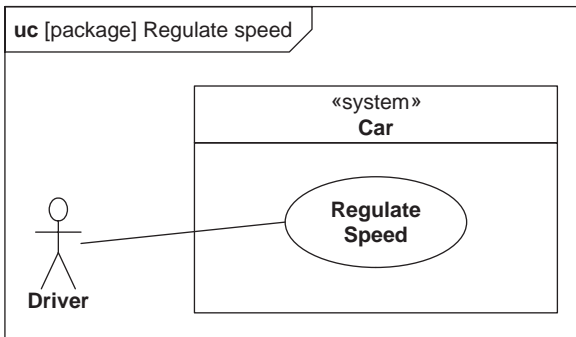 uc [package] Regulate speed
«system»
Car
Regulate
Speed
Driver